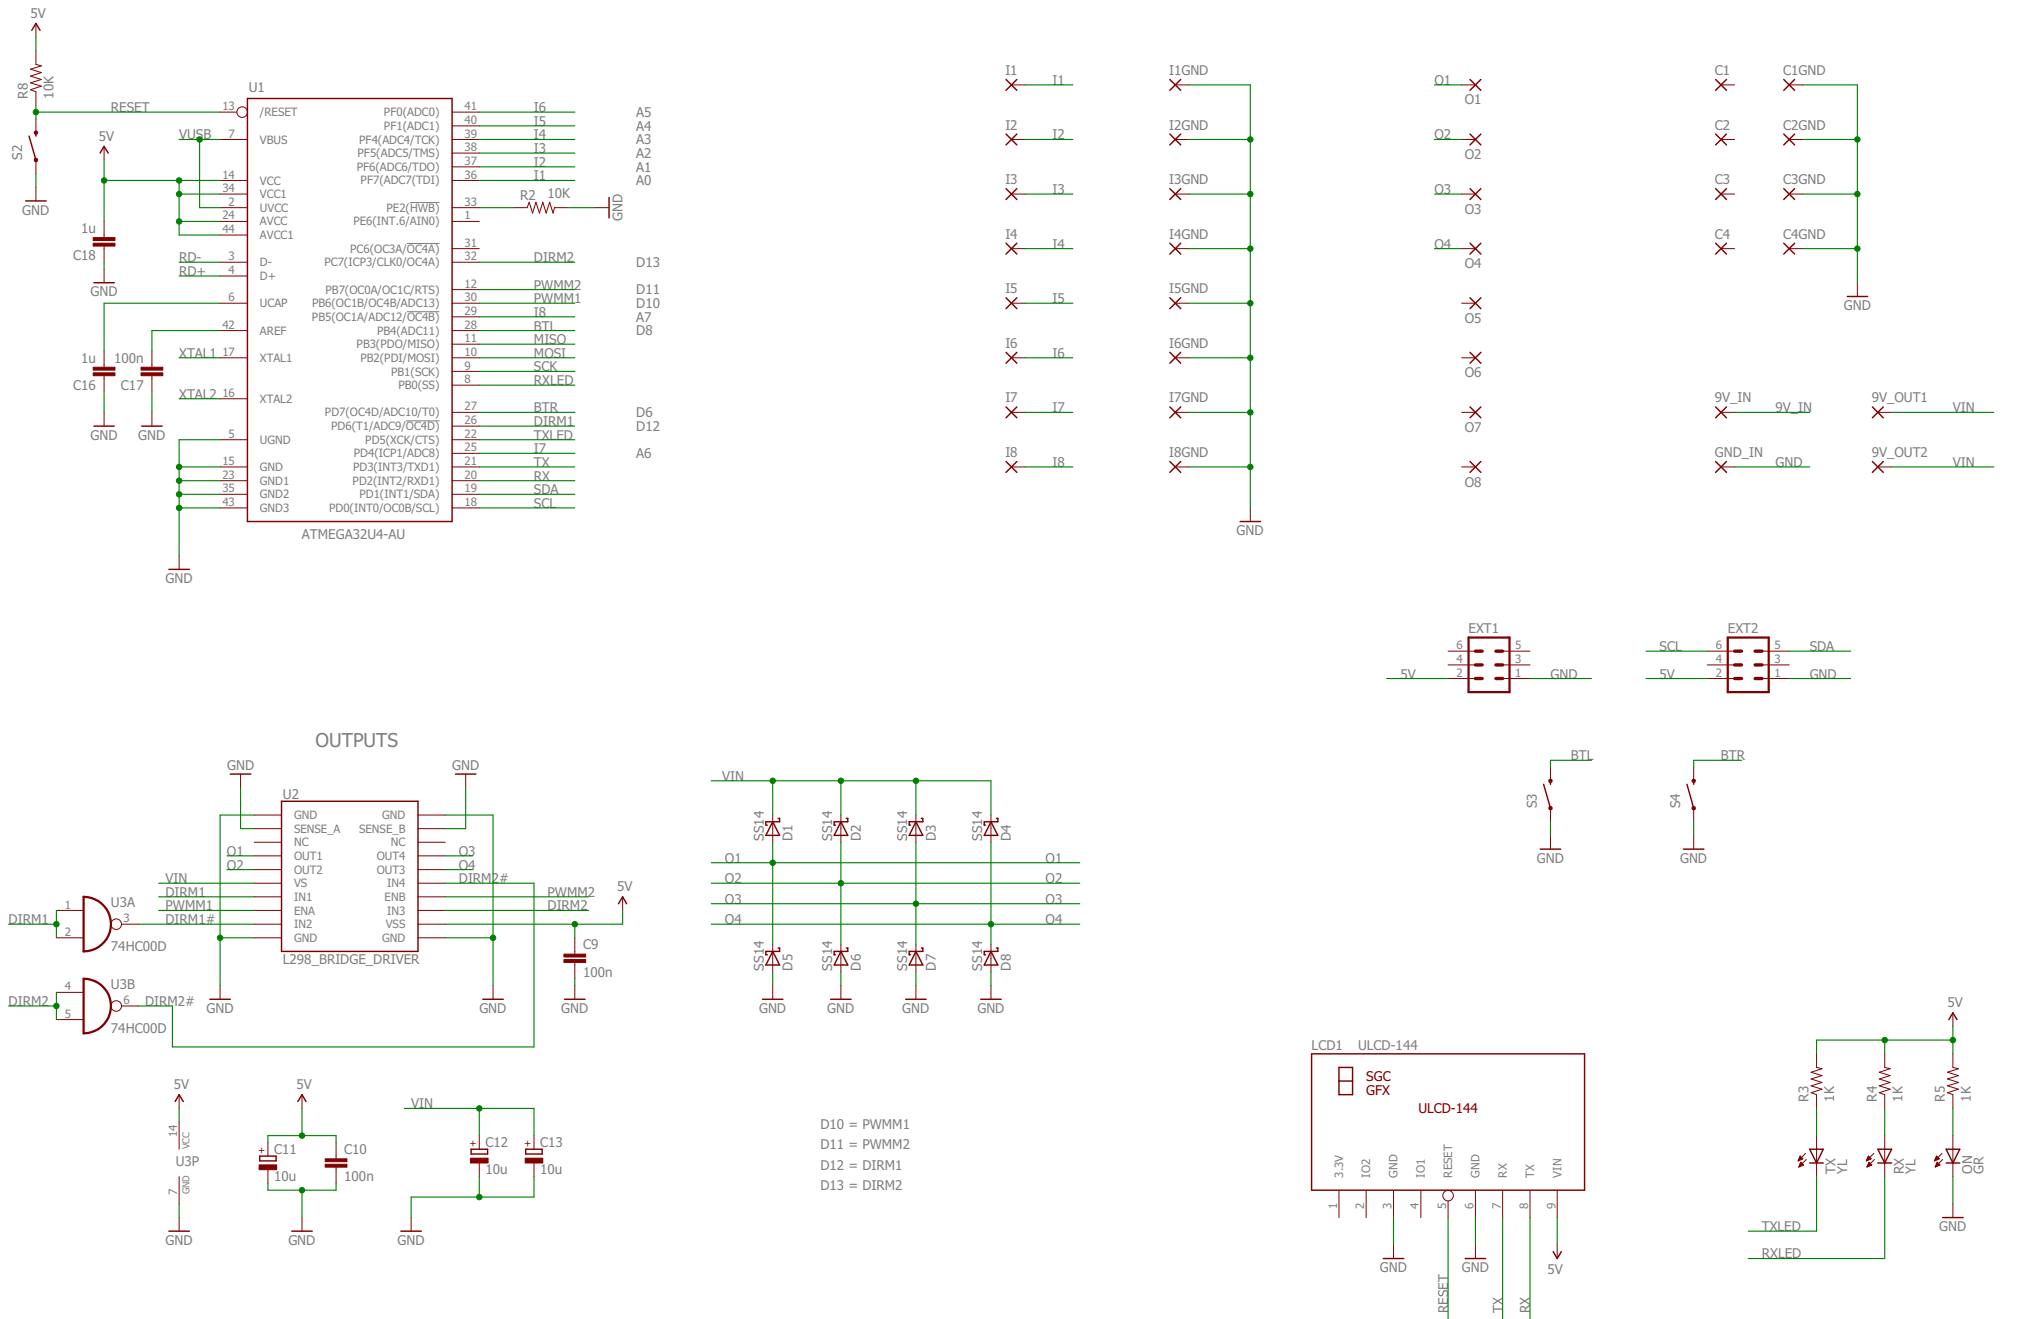 5V
R8
10K
S2
GND
RESET
VUSB
5V
1u
C18
GND
RD-
RD+
1u
C16
GND
100n
C17
GND
XTAL1
XTAL2
GND
U1
13 /RESET
7 VBUS
14 VCC
34 VCC1
2 UVCC
24 AVCC
44 AVCC1
3 D-
4 D+
6 UCAP
42 AREF
17 XTAL1
16 XTAL2
5 UGND
15 GND
23 GND1
35 GND2
43 GND3
PF0(ADC0) 41 I6 A5
PF1(ADC1) 40 I5 A4
PF4(ADC4/TCK) 39 I4 A3
PF5(ADC5/TMS) 38 I3 A2
PF6(ADC6/TDO) 37 I2 A1
PF7(ADC7(TDI) 36 I1 A0
PE2(HWB) 33 R2 10K GND
PE6(INT.6/AIN0) 1
PC6(OC3A/OC4A) 31
PC7(ICP3/CLK0/OC4A) 32 DIRM2 D13
PB7(OC0A/OC1C/RTS) 12 PWMM2 D11
PB6(OC1B/OC4B/ADC13) 30 PWMM1 D10
PB5(OC1A/ADC12/OC4B) 29 I8 A7
PB4(ADC11) 28 BTL D8
PB3(PDO/MISO) 11 MISO
PB2(PDI/MOSI) 10 MOSI
PB1(SCK) 9 SCK
PB0(SS) 8 RXLED
PD7(OC4D/ADC10/T0) 27 BTR D6
PD6(T1/ADC9/OC4D) 26 DIRM1 D12
PD5(XCK/CTS) 22 TXLED
PD4(ICP1/ADC8) 25 I7 A6
PD3(INT3/TXD1) 21 TX
PD2(INT2/RXD1) 20 RX
PD1(INT1/SDA) 19 SDA
PD0(INT0/OC0B/SCL) 18 SCL
ATMEGA32U4-AU
I1 I1 I1GND
I2 I2 I2GND
I3 I3 I3GND
I4 I4 I4GND
I5 I5 I5GND
I6 I6 I6GND
I7 I7 I7GND
I8 I8 I8GND
GND
O1 O1
O2 O2
O3 O3
O4 O4
O5
O6
O7
O8
C1 C1GND
C2 C2GND
C3 C3GND
C4 C4GND
GND
9V_IN 9V_IN 9V_OUT1 VIN
GND_IN GND 9V_OUT2 VIN
EXT1
6 5
4 3
5V 2 1 GND
EXT2
SCL 6 5 SDA
4 3
5V 2 1 GND
BTL
S3
GND
BTR
S4
GND
OUTPUTS
GND GND
U2
GND GND
SENSE_A SENSE_B
NC NC
O1 OUT1 OUT4 O3
O2 OUT2 OUT3 O4
VIN VS IN4 DIRM2#
DIRM1 IN1 ENB PWMM2
PWMM1 ENA IN3 DIRM2
DIRM1# IN2 VSS
GND GND
L298_BRIDGE_DRIVER
5V
C9
100n
GND GND GND
DIRM1 1 2 U3A 3
74HC00D
DIRM2 4 5 U3B 6 DIRM2#
74HC00D
VIN
SS14 D1
SS14 D2
SS14 D3
SS14 D4
O1 O1
O2 O2
O3 O3
O4 O4
SS14 D5
SS14 D6
SS14 D7
SS14 D8
GND GND GND GND
5V
14 VCC
U3P
7 GND
GND
5V
+ C11 C10
10u 100n
GND
VIN
+ C12 + C13
10u 10u
GND
D10 = PWMM1
D11 = PWMM2
D12 = DIRM1
D13 = DIRM2
LCD1 ULCD-144
SGC
GFX
ULCD-144
3.3V IO2 GND IO1 RESET GND RX TX VIN
1 2 3 4 5 6 7 8 9
GND GND 5V
RESET TX RX
5V
R3 1K R4 1K R5 1K
TX YL RX YL ON GR
TXLED
RXLED
GND